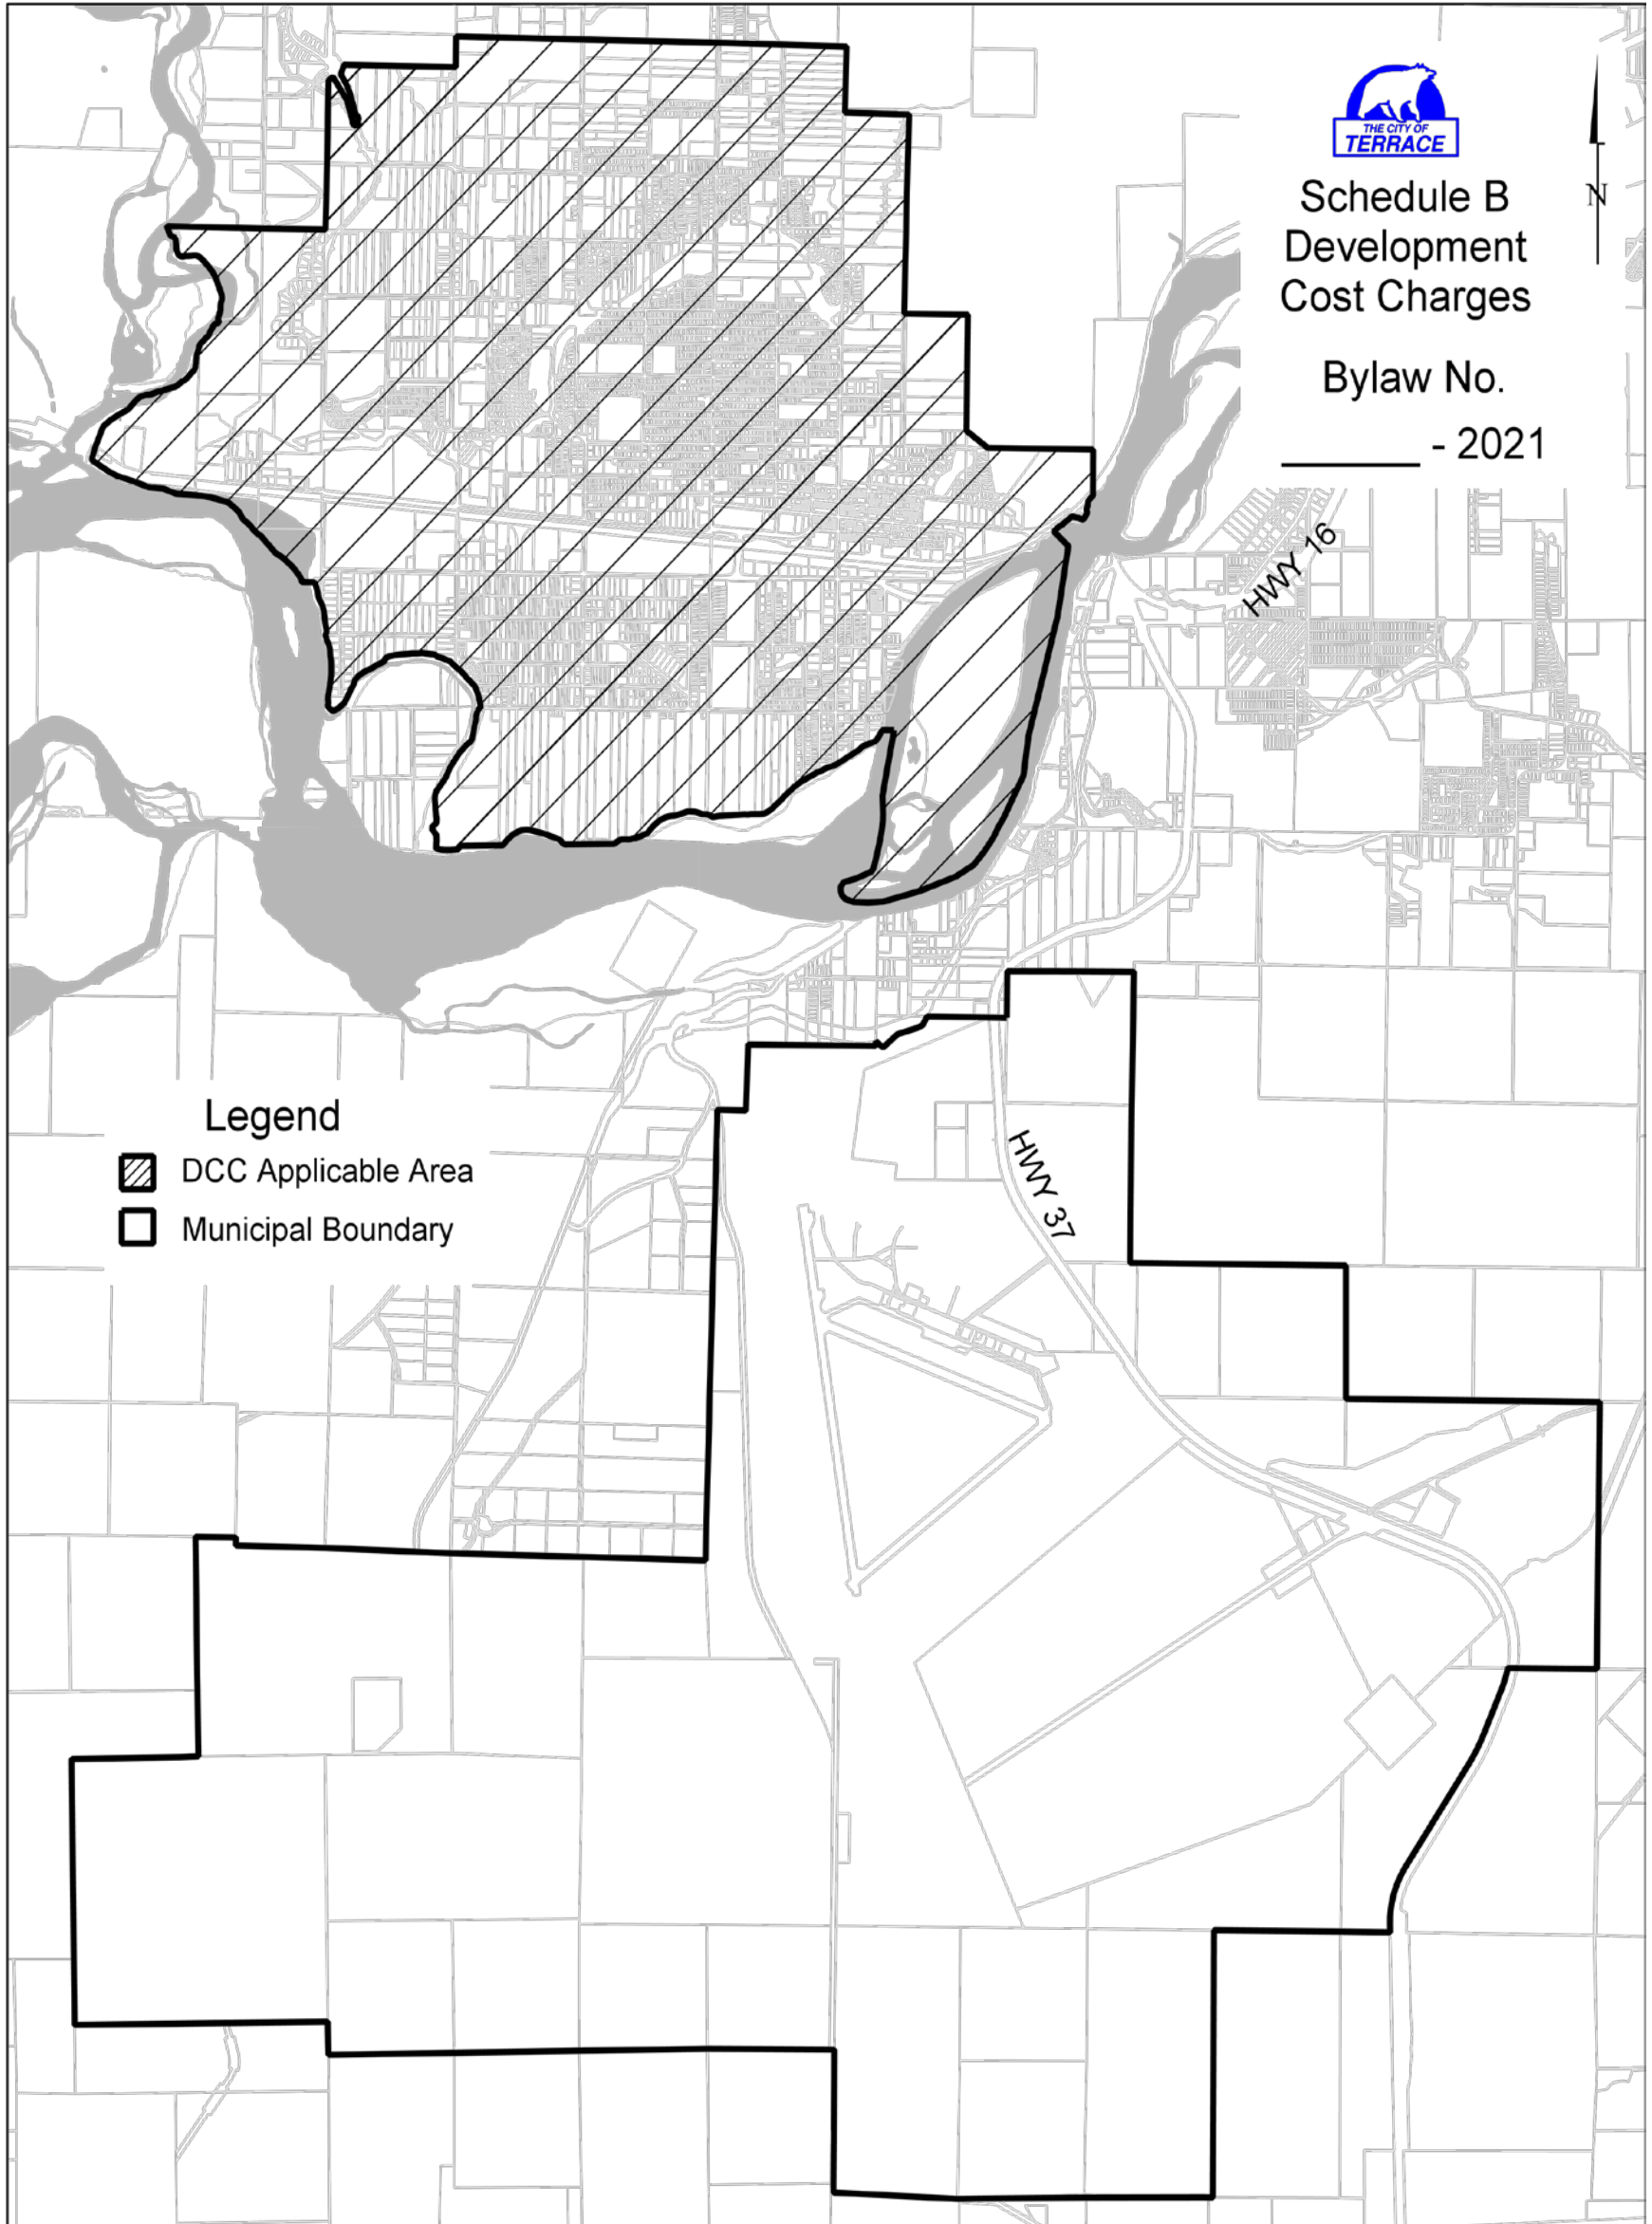 THE CITY OF
TERRACE
N
Schedule B
Development
Cost Charges
Bylaw No.
______ - 2021
HWY 16
Legend
DCC Applicable Area
Municipal Boundary
HWY 37